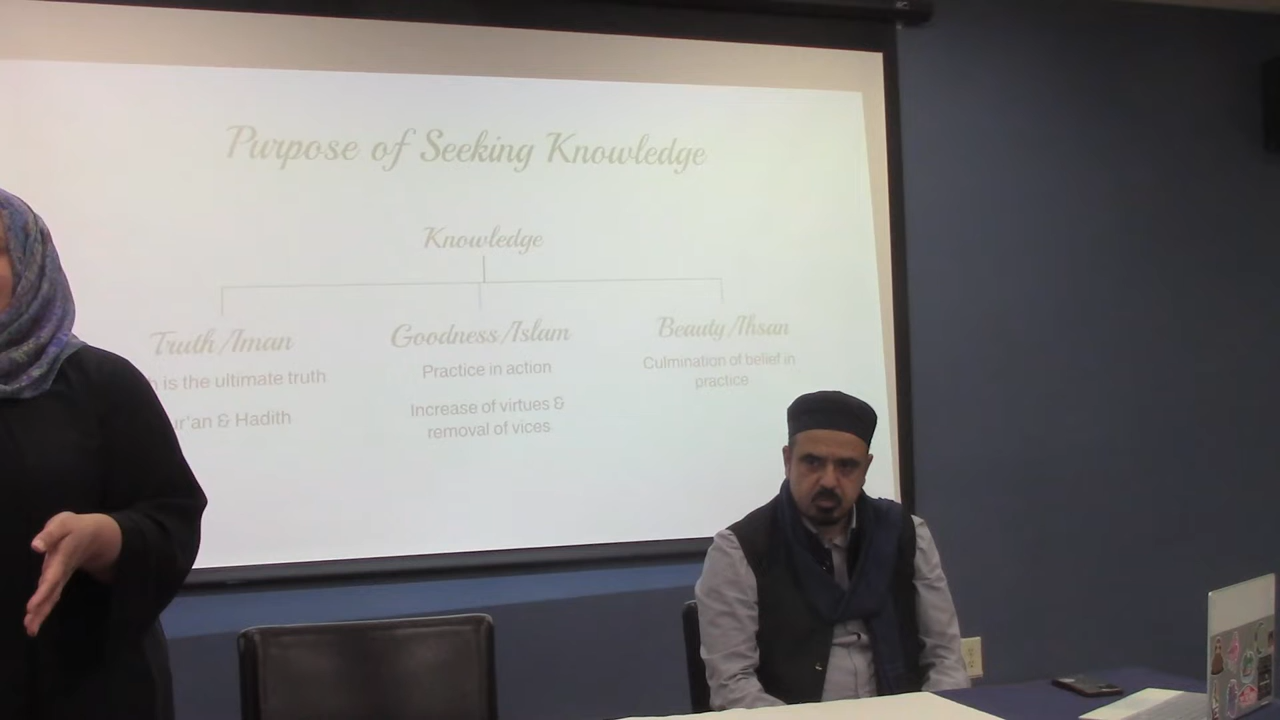 Purpose of Seeking Knowledge
Knowledge
Truth/Iman
is the ultimate truth
ur'an & Hadith
Goodness/Islam
Practice in action
Increase of virtues &
removal of vices
Beauty/Ihsan
Culmination of belief in
practice